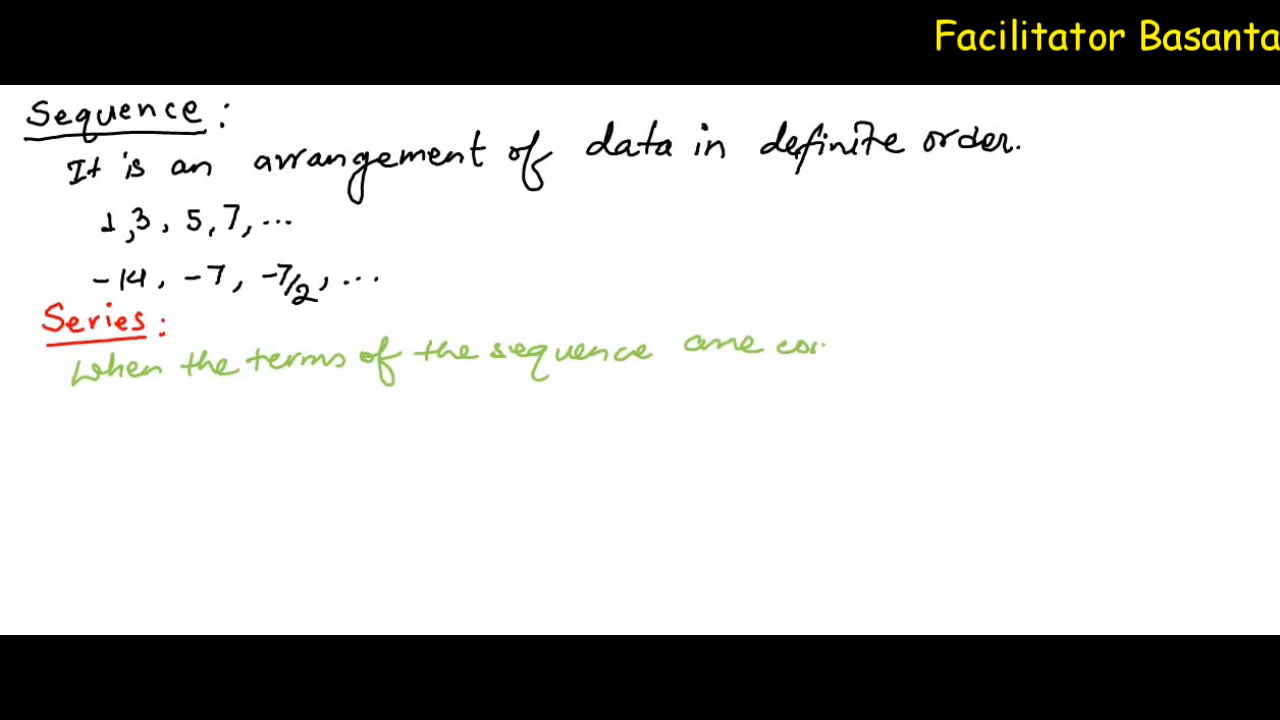 Facilitator Basanta
Sequence:
It is an arrangement of data in definite order.
1, 3, 5, 7, ...
-14, -7, -7/2, ...
Series:
When the terms of the sequence are